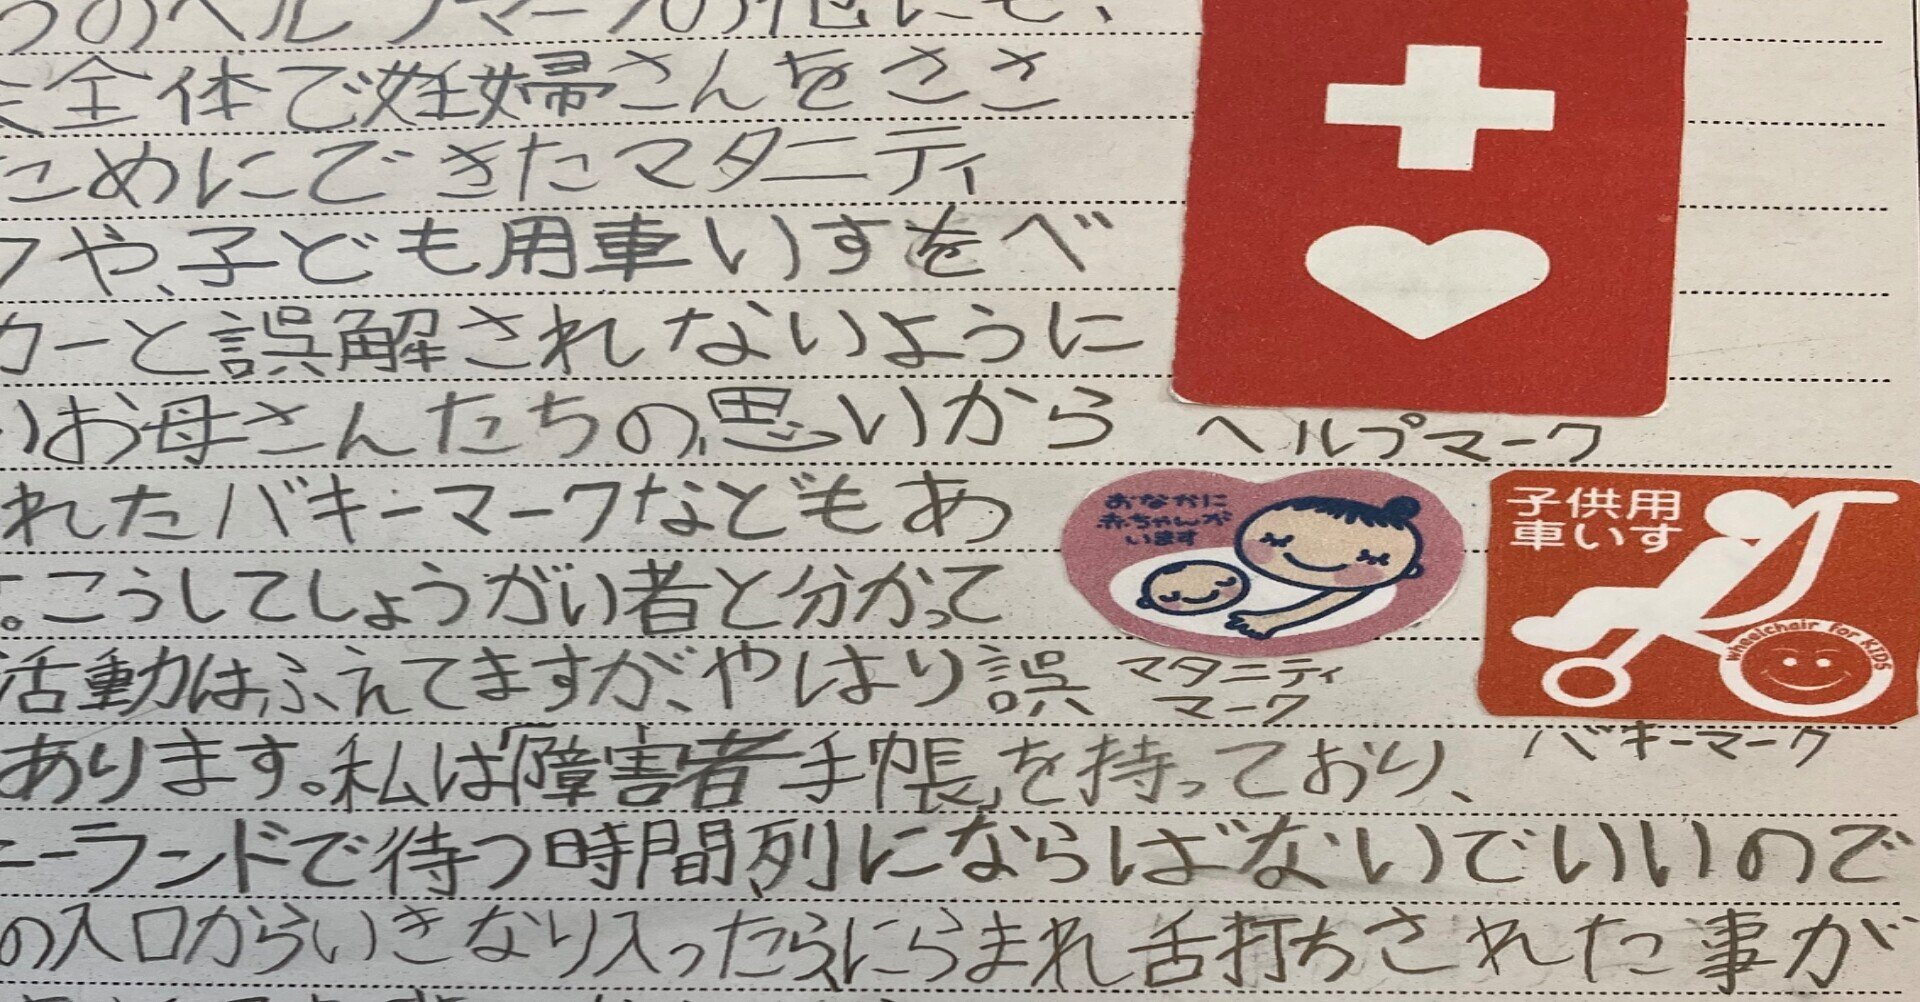 のヘルプマークの他にも、
全体で妊婦さんをささ
ためにできたマタニティ
クや、子ども用車いすをべ
カーと誤解されないように
いお母さんたちの思いから
れたバギーマークなどもあ
。こうしてしょうがい者と分かって
活動はふえてますが、やはり誤
あります。私は「障害者手帳」を持っており、
ニーランドで待つ時間、列にならばないでいいので
の入口からいきなり入ったら、にらまれ舌打ちされた事が
ヘルプマーク
おなかに
赤ちゃんが
います
マタニティ
マーク
子供用
車いす
wheelchair for KIDS
バギーマーク